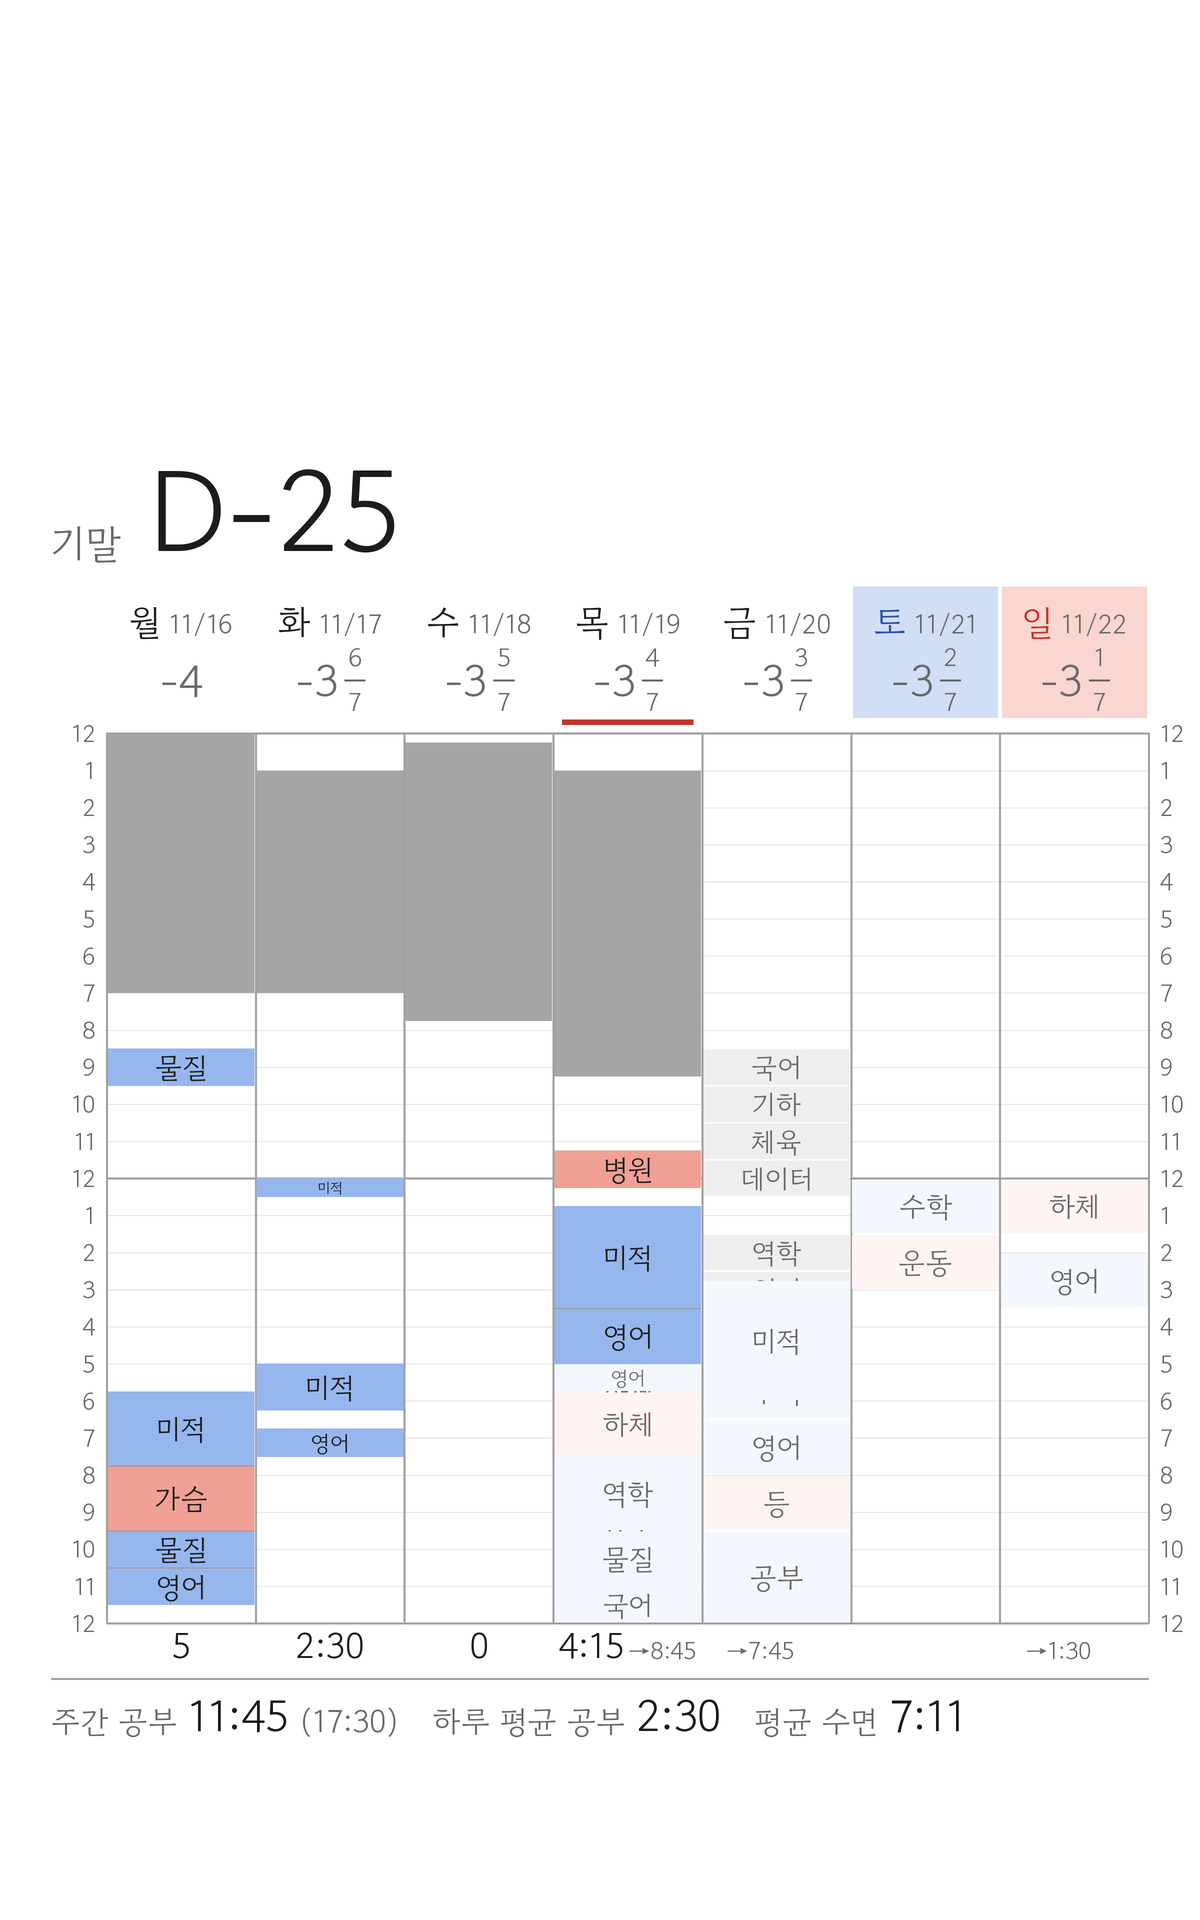 기말 D-25
월 11/16 화 11/17 수 11/18 목 11/19 금 11/20 토 11/21 일 11/22
-4 -3 6/7 -3 5/7 -3 4/7 -3 3/7 -3 2/7 -3 1/7
12 12
1 1
2 2
3 3
4 4
5 5
6 6
7 7
8 8
9 물질 국어 9
10 기하 10
11 체육 11
병원
12 데이터 12
미적
1 수학 하체 1
2 미적 역학 2
운동
3 영어 3
4 영어 미적 4
5 5
영어
미적
6 6
미적 하체
7 영어 영어 7
8 8
역학
9 가슴 등 9
10 물질 물질 10
11 영어 공부 11
국어
12 12
5 2:30 0 4:15 →8:45 →7:45 →1:30
주간 공부 11:45 (17:30) 하루 평균 공부 2:30 평균 수면 7:11